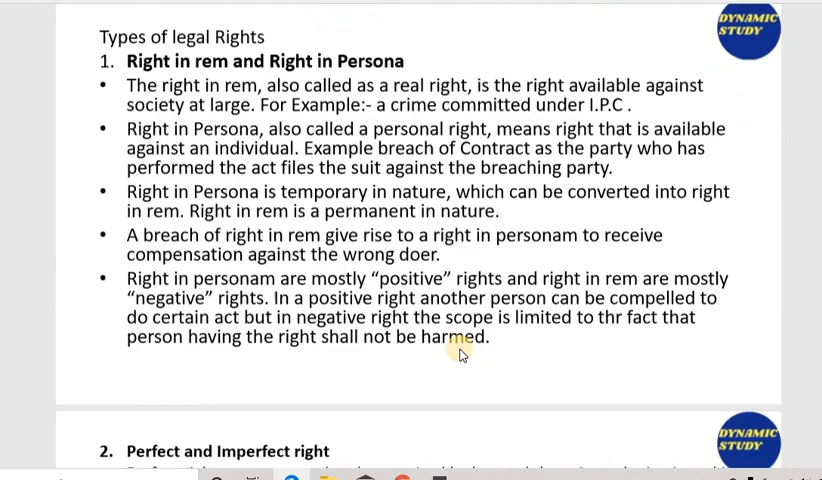 DYNAMIC
STUDY
Types of legal Rights
1. Right in rem and Right in Persona
• The right in rem, also called as a real right, is the right available against
society at large. For Example:- a crime committed under I.P.C .
• Right in Persona, also called a personal right, means right that is available
against an individual. Example breach of Contract as the party who has
performed the act files the suit against the breaching party.
• Right in Persona is temporary in nature, which can be converted into right
in rem. Right in rem is a permanent in nature.
• A breach of right in rem give rise to a right in personam to receive
compensation against the wrong doer.
• Right in personam are mostly “positive” rights and right in rem are mostly
“negative” rights. In a positive right another person can be compelled to
do certain act but in negative right the scope is limited to thr fact that
person having the right shall not be harmed.
DYNAMIC
STUDY
2. Perfect and Imperfect right